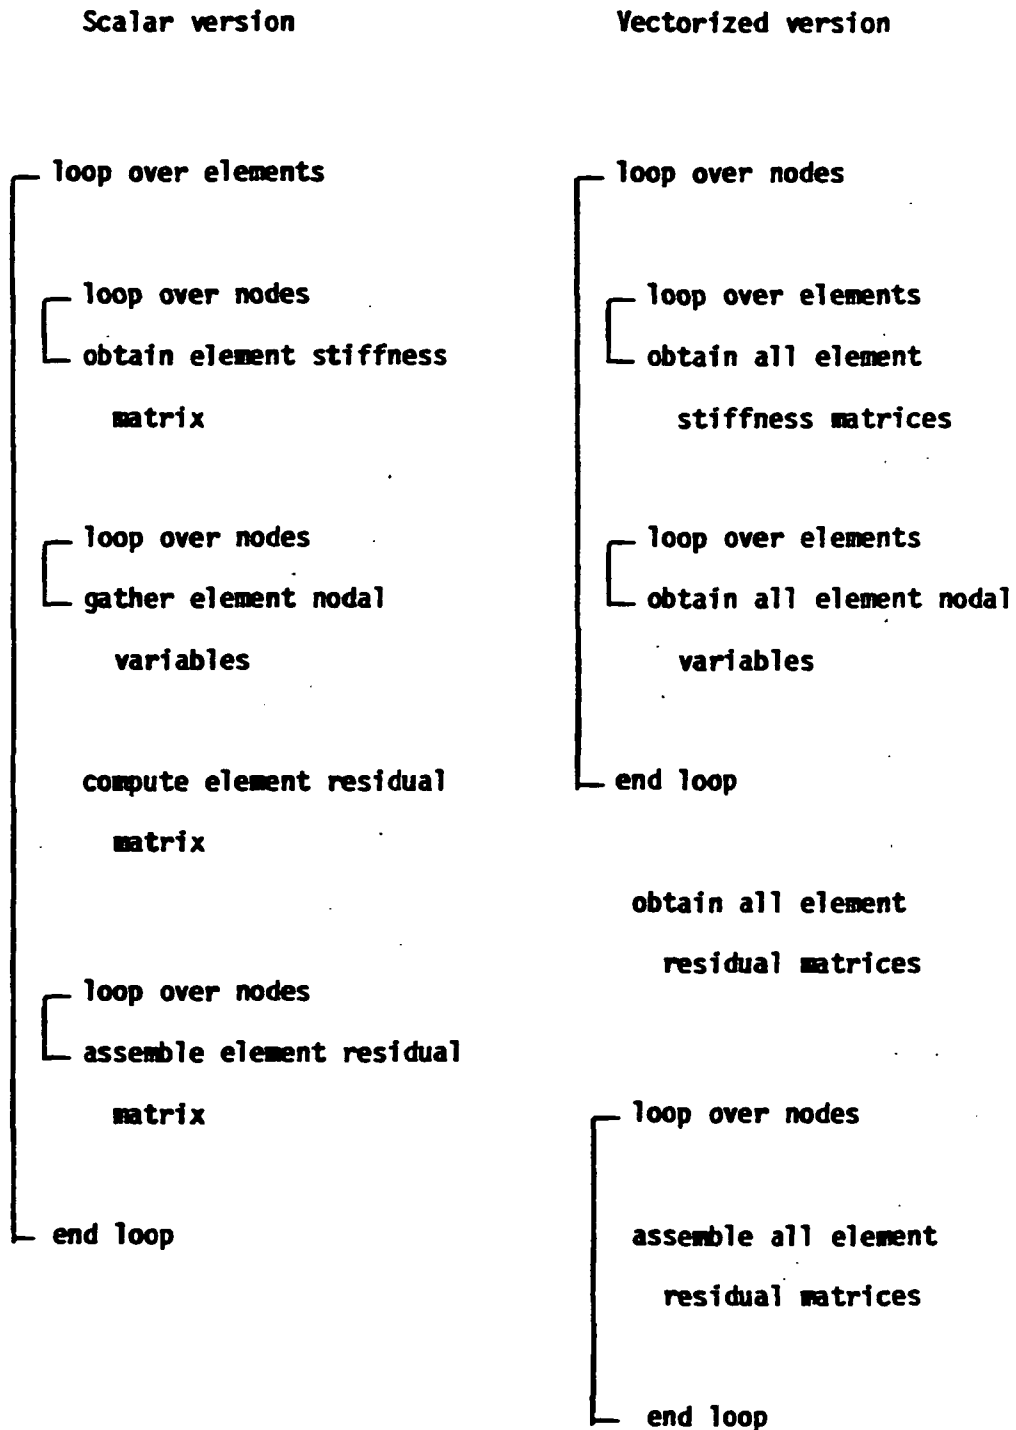 Scalar version
loop over elements
loop over nodes
obtain element stiffness
matrix
loop over nodes
gather element nodal
variables
compute element residual
matrix
loop over nodes
assemble element residual
matrix
end loop
Vectorized version
loop over nodes
loop over elements
obtain all element
stiffness matrices
loop over elements
obtain all element nodal
variables
end loop
obtain all element
residual matrices
loop over nodes
assemble all element
residual matrices
end loop